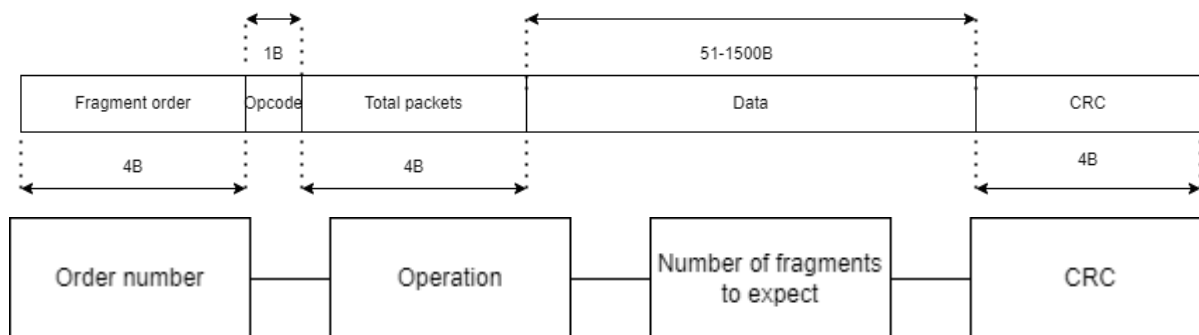 1B
51-1500B
Fragment order
Opcode
Total packets
Data
CRC
4B
4B
4B
Order number
Operation
Number of fragments
to expect
CRC